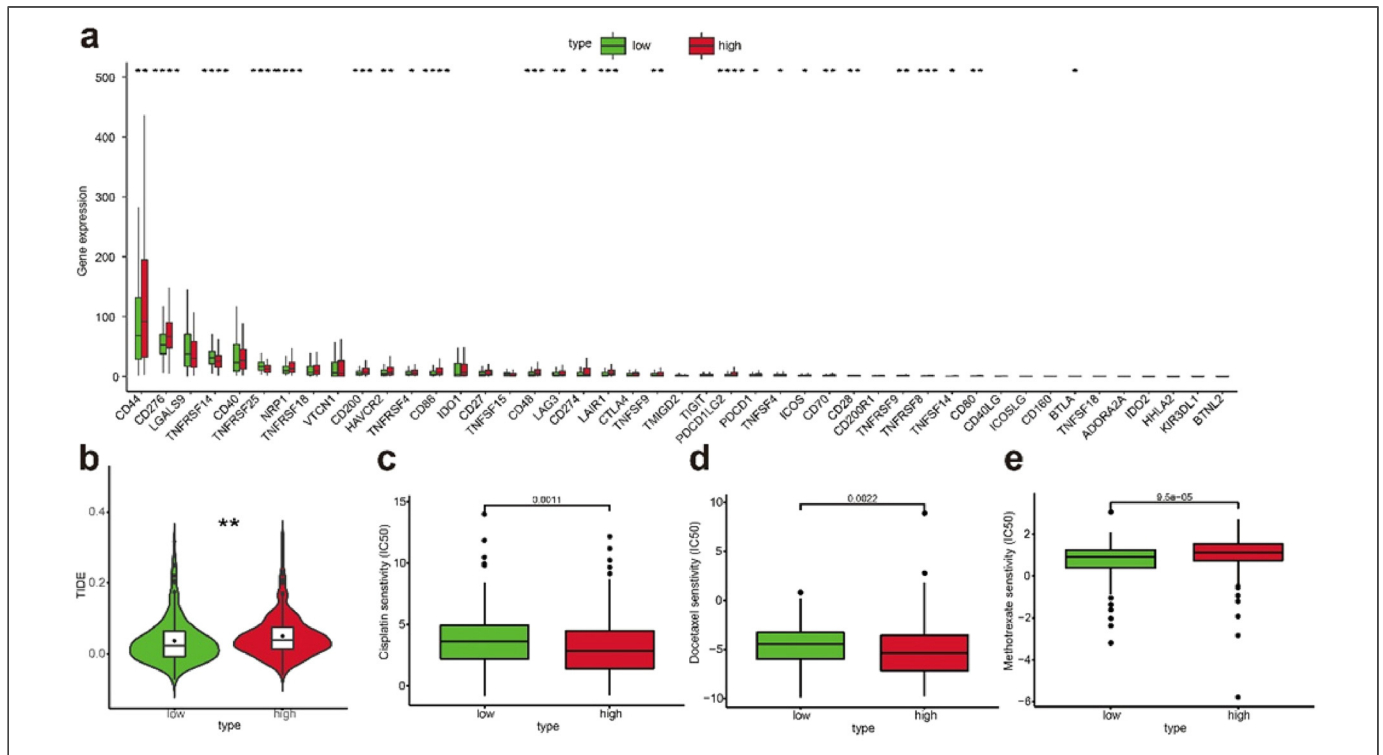 a
type low high
500
** **** **** ******** *** ** * **** *** ** * *** ** **** * * * ** ** ** *** * ** *
400
300
200
100
0
Gene expression
CD44
CD276
LGALS9
TNFRSF14
CD40
TNFRSF25
NRP1
TNFRSF18
VTCN1
CD200
HAVCR2
TNFRSF4
CD86
IDO1
CD27
TNFSF15
CD48
LAG3
CD274
LAIR1
CTLA4
TNFSF9
TMIGD2
TIGIT
PDCD1LG2
PDCD1
TNFSF4
ICOS
CD70
CD28
CD200R1
TNFRSF9
TNFRSF8
TNFSF14
CD80
CD40LG
ICOSLG
CD160
BTLA
TNFSF18
ADORA2A
IDO2
HHLA2
KIR3DL1
BTNL2
b
**
0.4
0.2
0.0
TIDE
low high
type
c
0.0011
15
10
5
0
Cisplatin senstivity (IC50)
low high
type
d
0.0022
10
5
0
−5
−10
Docetaxel senstivity (IC50)
low high
type
e
9.5e−05
2
0
−2
−4
−6
Methotrexate senstivity (IC50)
low high
type